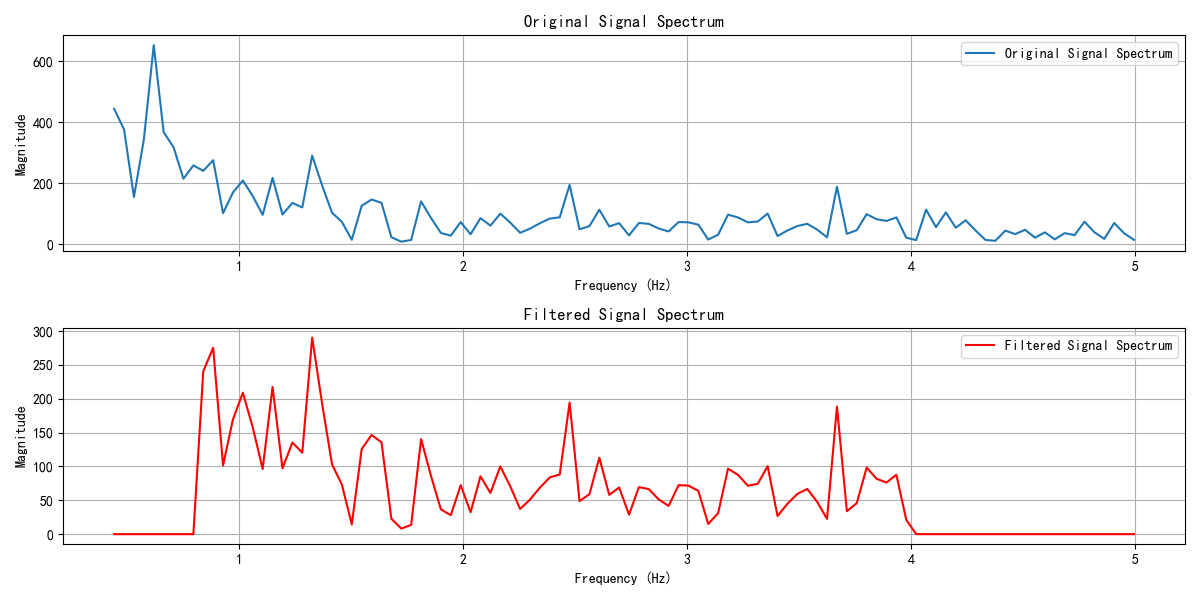 Original Signal Spectrum
Original Signal Spectrum
Magnitude
600
400
200
0
1 2 3 4 5
Frequency (Hz)
Filtered Signal Spectrum
Filtered Signal Spectrum
Magnitude
300
250
200
150
100
50
0
1 2 3 4 5
Frequency (Hz)